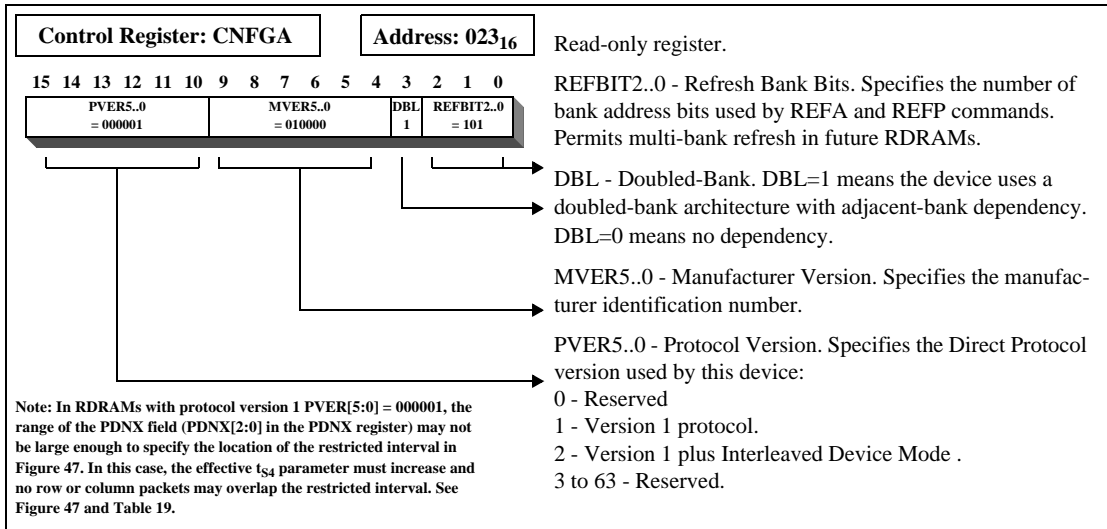 Control Register: CNFGA
Address: 023₁₆
15 14 13 12 11 10 9 8 7 6 5 4 3 2 1 0
PVER5..0 MVER5..0 DBL REFBIT2..0
= 000001 = 010000 1 = 101
Note: In RDRAMs with protocol version 1 PVER[5:0] = 000001, the
range of the PDNX field (PDNX[2:0] in the PDNX register) may not
be large enough to specify the location of the restricted interval in
Figure 47. In this case, the effective tS4 parameter must increase and
no row or column packets may overlap the restricted interval. See
Figure 47 and Table 19.
Read-only register.
REFBIT2..0 - Refresh Bank Bits. Specifies the number of
bank address bits used by REFA and REFP commands.
Permits multi-bank refresh in future RDRAMs.
DBL - Doubled-Bank. DBL=1 means the device uses a
doubled-bank architecture with adjacent-bank dependency.
DBL=0 means no dependency.
MVER5..0 - Manufacturer Version. Specifies the manufac-
turer identification number.
PVER5..0 - Protocol Version. Specifies the Direct Protocol
version used by this device:
0 - Reserved
1 - Version 1 protocol.
2 - Version 1 plus Interleaved Device Mode .
3 to 63 - Reserved.